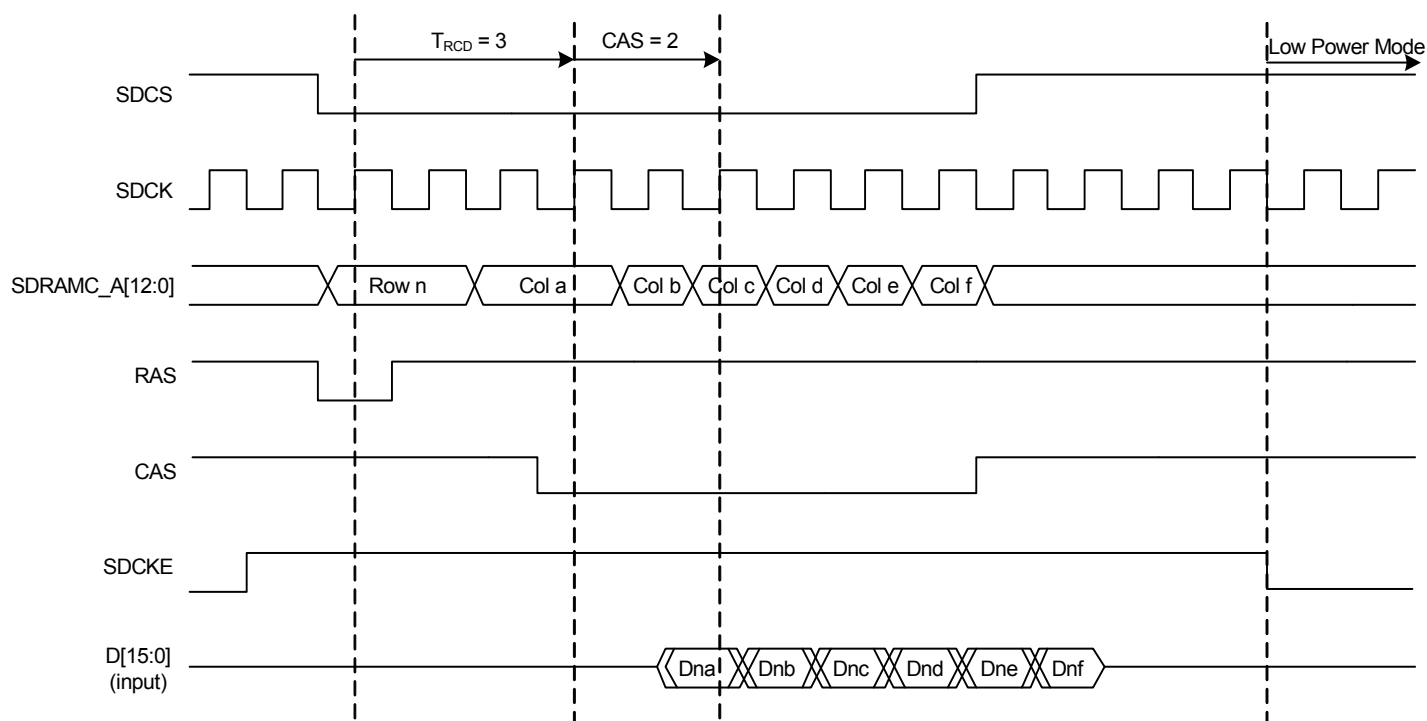 T_RCD = 3
CAS = 2
Low Power Mode
SDCS
SDCK
SDRAMC_A[12:0]
Row n
Col a
Col b
Col c
Col d
Col e
Col f
RAS
CAS
SDCKE
D[15:0]
(input)
Dna
Dnb
Dnc
Dnd
Dne
Dnf